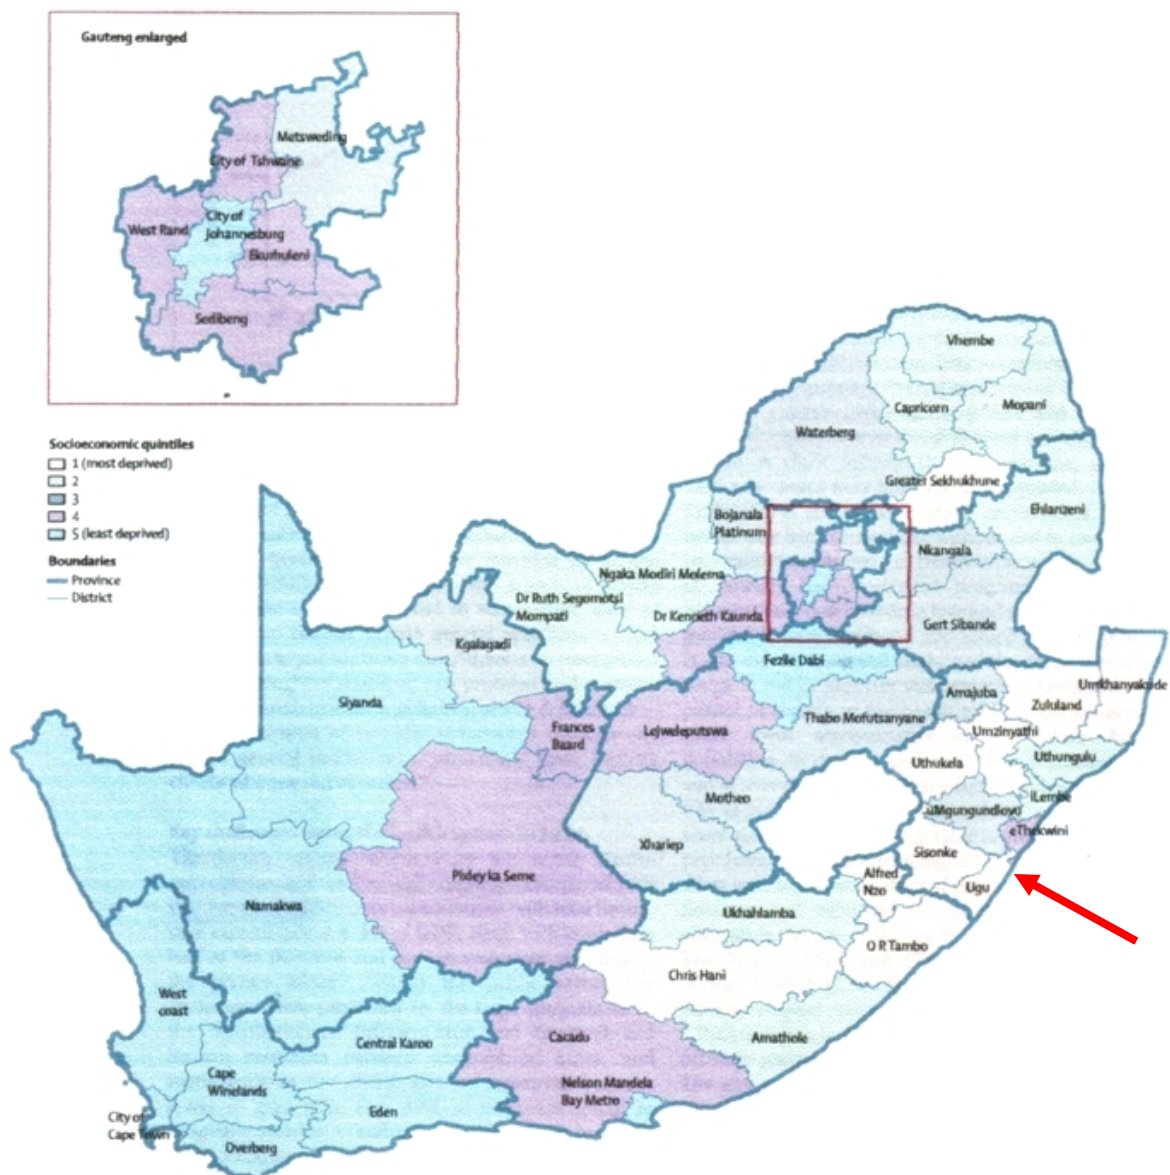 Gauteng enlarged
Metsweding
City of Tshwane
City of
Johannesburg
West Rand
Ekurhuleni
Sedibeng
Socioeconomic quintiles
1 (most deprived)
2
3
4
5 (least deprived)
Boundaries
Province
District
Vhembe
Capricorn
Mopani
Waterberg
Greater Sekhukhune
Ehlanzeni
Bojanala
Platinum
Nkangala
Ngaka Modiri Molema
Dr Ruth Segomotsi
Mompati
Dr Kenneth Kaunda
Gert Sibande
Kgalagadi
Fezile Dabi
Siyanda
Frances
Baard
Lejweleputswa
Thabo Mofutsanyane
Amajuba
Umkhanyakude
Zululand
Umzinyathi
Uthukela
Uthungulu
Motheo
iLembe
uMgungundlovu
eThekwini
Xhariep
Sisonke
Pixley ka Seme
Alfred
Nzo
Ugu
Namakwa
Ukhahlamba
O R Tambo
Chris Hani
West
coast
Central Karoo
Cacadu
Amathole
Cape
Winelands
Nelson Mandela
Bay Metro
Eden
City of
Cape Town
Overberg